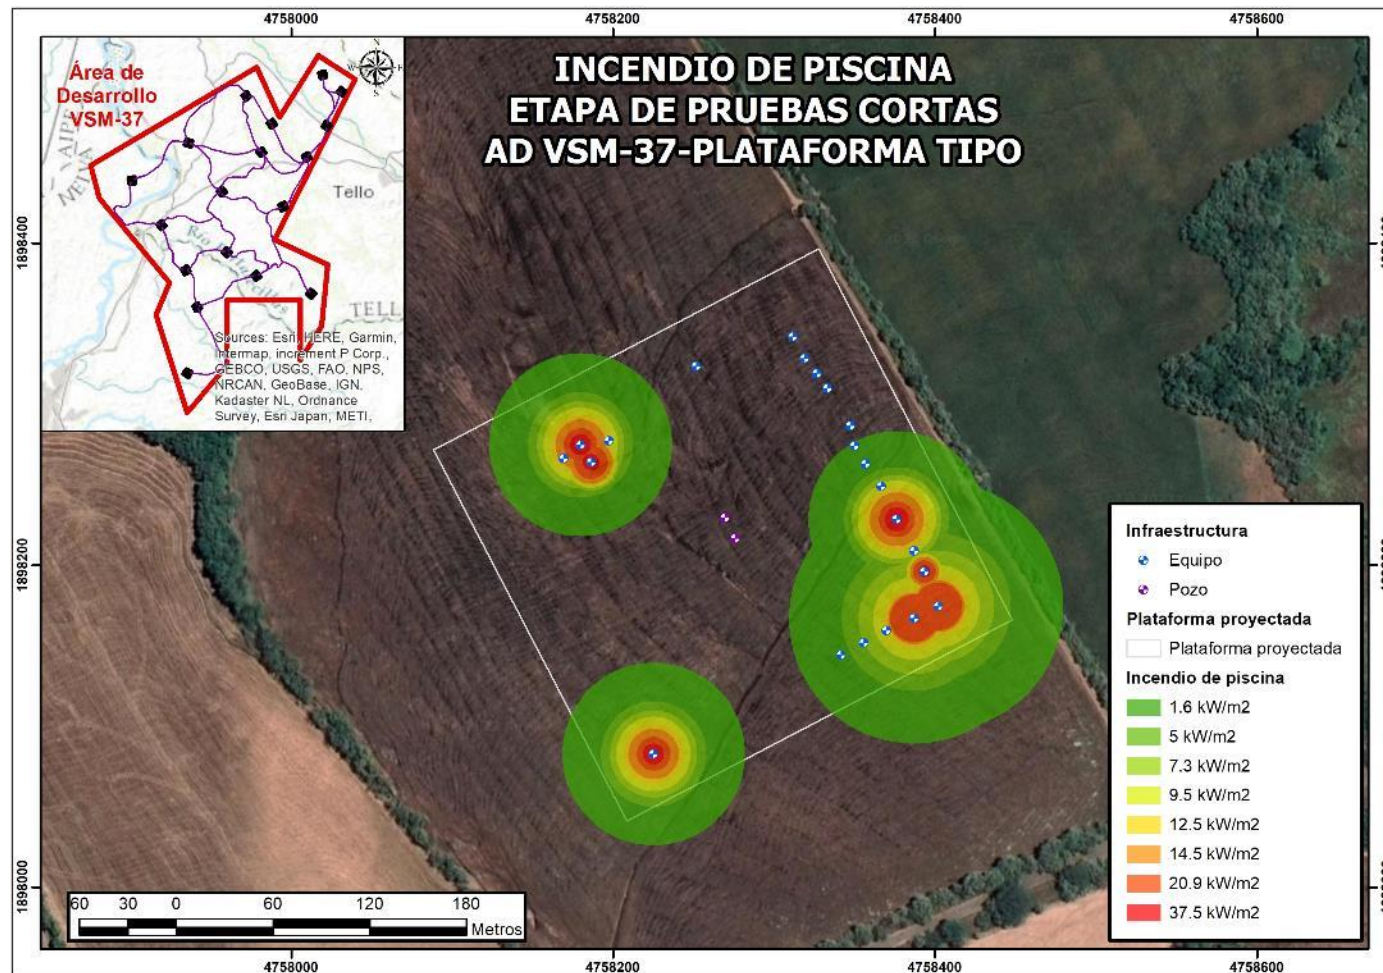 4758000
4758200
4758400
4758600
INCENDIO DE PISCINA
ETAPA DE PRUEBAS CORTAS
AD VSM-37-PLATAFORMA TIPO
Área de
Desarrollo
VSM-37
N
W
E
S
NEIVA
Tello
TELL
Sources: Esri, HERE, Garmin,
Intermap, increment P Corp.,
GEBCO, USGS, FAO, NPS,
NRCAN, GeoBase, IGN,
Kadaster NL, Ordnance
Survey, Esri Japan, METI,
1898400
1898200
1898000
Infraestructura
Equipo
Pozo
Plataforma proyectada
Plataforma proyectada
Incendio de piscina
1.6 kW/m2
5 kW/m2
7.3 kW/m2
9.5 kW/m2
12.5 kW/m2
14.5 kW/m2
20.9 kW/m2
37.5 kW/m2
60 30 0 60 120 180
Metros
4758000
4758200
4758400
4758600